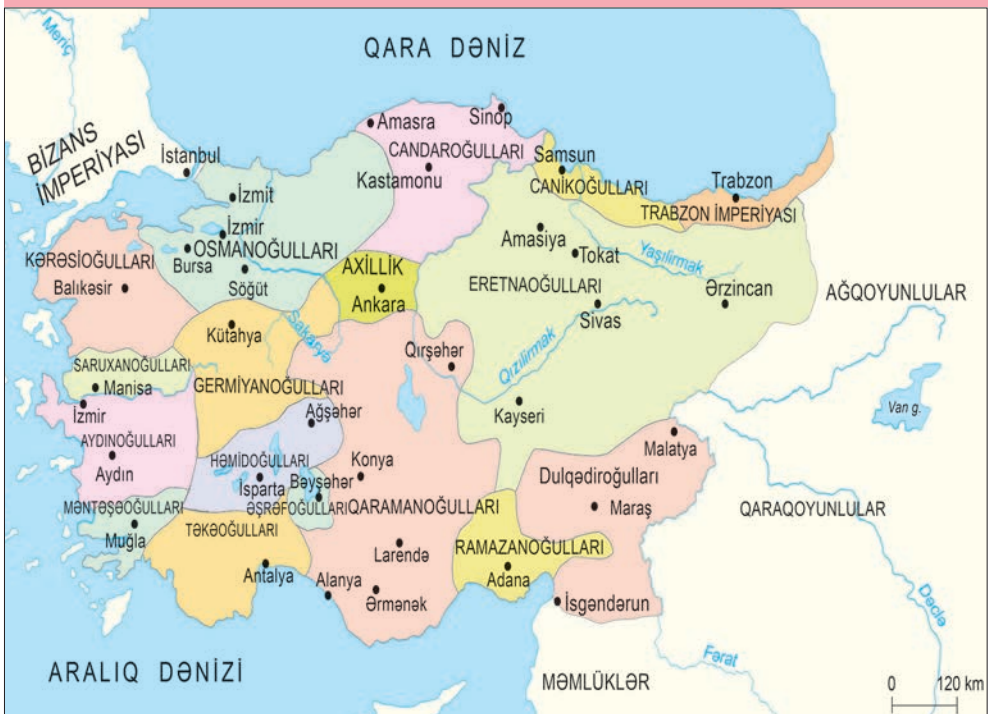 Meriç
QARA DƏNİZ
BİZANS
İMPERİYASI
İstanbul
Amasra
Sinop
CANDAROĞULLARI
Kastamonu
Samsun
CANİKOĞULLARI
Trabzon
TRABZON İMPERİYASI
İzmit
İzmir
OSMANOĞULLARI
Bursa
Söğüt
KƏRƏSİOĞULLARI
Balıkəsir
AXİLLİK
Ankara
Amasiya
Tokat
Yaşılirmak
ERETNAOĞULLARI
Sivas
Ərzincan
AĞQOYUNLULAR
Kütahya
Sakarya
Qırşəhər
Qızılirmak
SARUXANOĞULLARI
Manisa
GERMİYANOĞULLARI
Kayseri
Van g.
İzmir
Ağşəhər
AYDINOĞULLARI
Aydın
HƏMİDOĞULLARI
İsparta
Bəyşəhər
Konya
Malatya
Dulqədiroğulları
Maraş
MƏNTƏŞƏOĞULLARI
Muğla
ƏŞRƏFOĞULLARI
QARAMANOĞULLARI
QARAQOYUNLULAR
TƏKƏOĞULLARI
Larendə
RAMAZANOĞULLARI
Adana
Antalya
Alanya
Ərmənək
İsgəndərun
Dəclə
Fərat
ARALIQ DƏNİZİ
MƏMLÜKLƏR
0 120 km